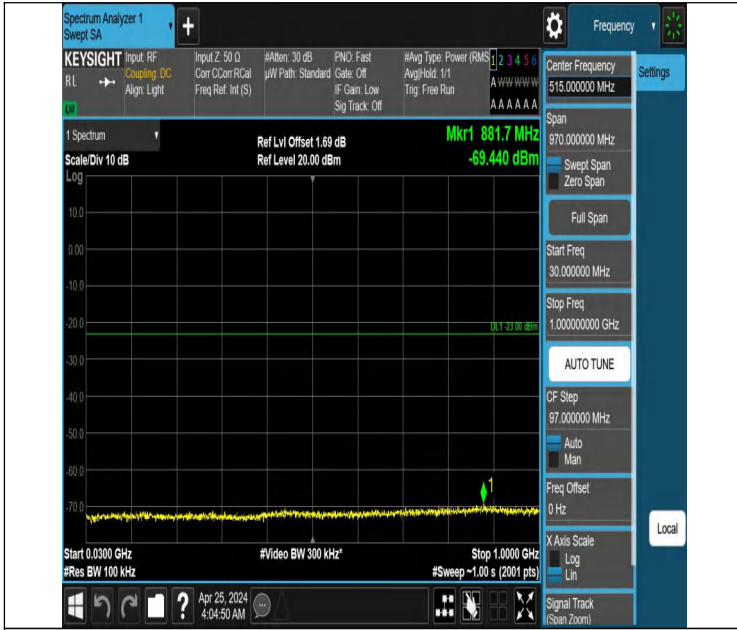 Spectrum Analyzer 1
Swept SA
+
Frequency
KEYSIGHT
RL
Input: RF
Coupling: DC
Align: Light
Input Z: 50 Ω
Corr CCorr RCal
Freq Ref: Int (S)
#Atten: 30 dB
µW Path: Standard
PNO: Fast
Gate: Off
IF Gain: Low
Sig Track: Off
#Avg Type: Power (RMS
Avg|Hold: 1/1
Trig: Free Run
1 2 3 4 5 6
A W W W W W
A A A A A A
1 Spectrum
Scale/Div 10 dB
Ref Lvl Offset 1.69 dB
Ref Level 20.00 dBm
Mkr1 881.7 MHz
-69.440 dBm
Log
10.0
0.00
-10.0
-20.0
DL1 -23.00 dBm
-30.0
-40.0
-50.0
-60.0
1
-70.0
Start 0.0300 GHz
#Res BW 100 kHz
#Video BW 300 kHz*
Stop 1.0000 GHz
#Sweep ~1.00 s (2001 pts)
?
Apr 25, 2024
4:04:50 AM
Center Frequency
515.000000 MHz
Span
970.000000 MHz
Swept Span
Zero Span
Full Span
Start Freq
30.000000 MHz
Stop Freq
1.000000000 GHz
AUTO TUNE
CF Step
97.000000 MHz
Auto
Man
Freq Offset
0 Hz
X Axis Scale
Log
Lin
Signal Track
(Span Zoom)
Settings
Local